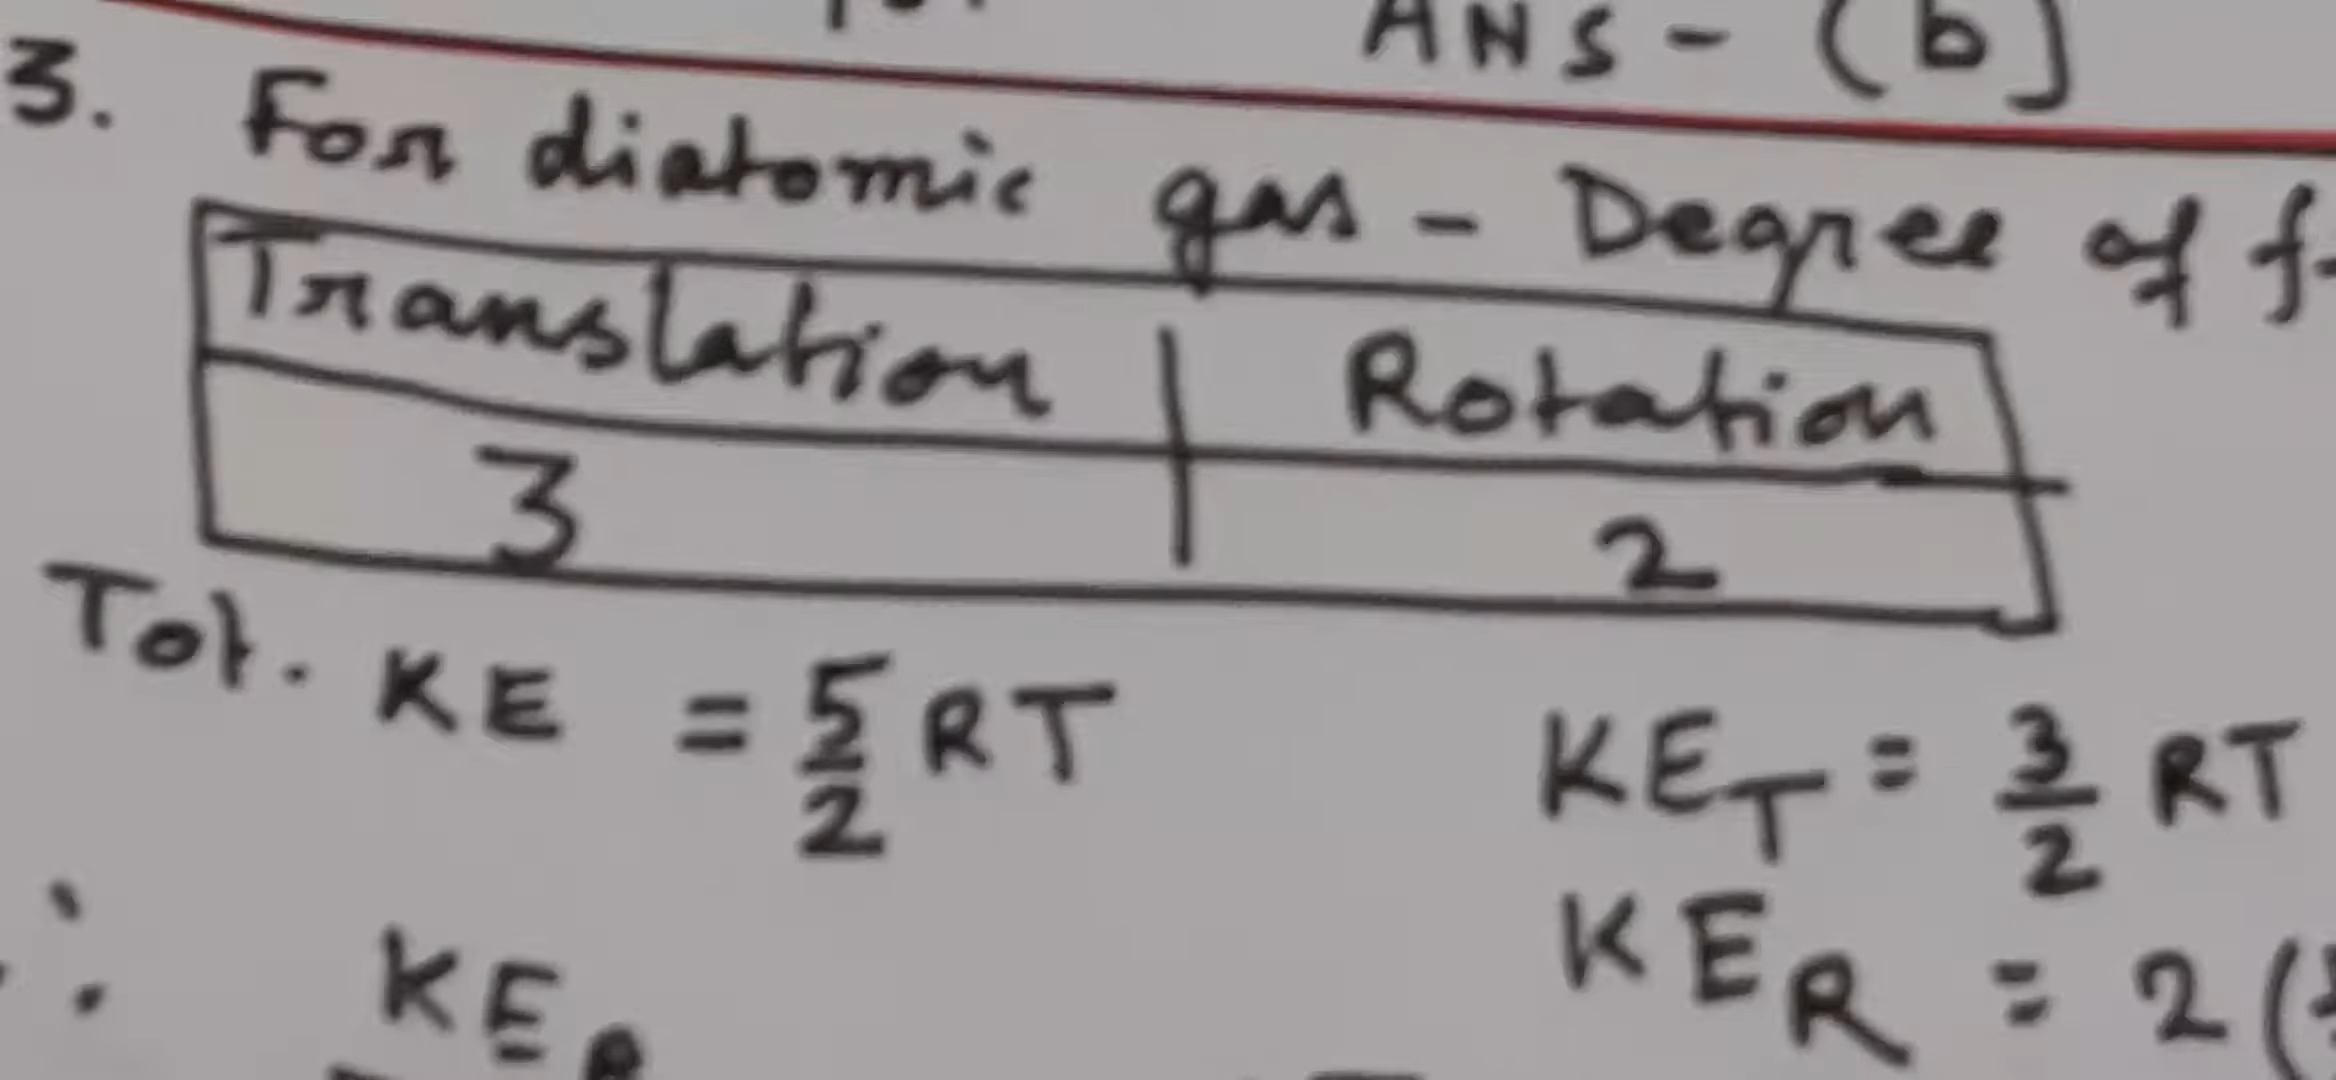 ANS - (b)
3. For diatomic gas - Degree of f
Translation | Rotation
3 | 2
Tot. KE = 5/2 RT
KE_T = 3/2 RT
KE_R = 2 (
∴ KE_R